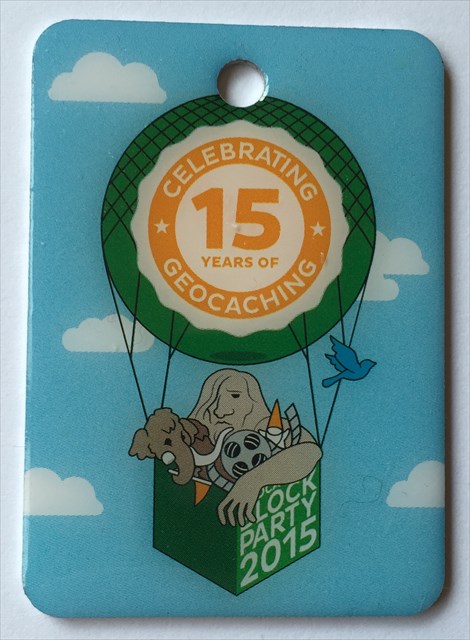 CELEBRATING
15
YEARS OF
GEOCACHING
PARTY
2015